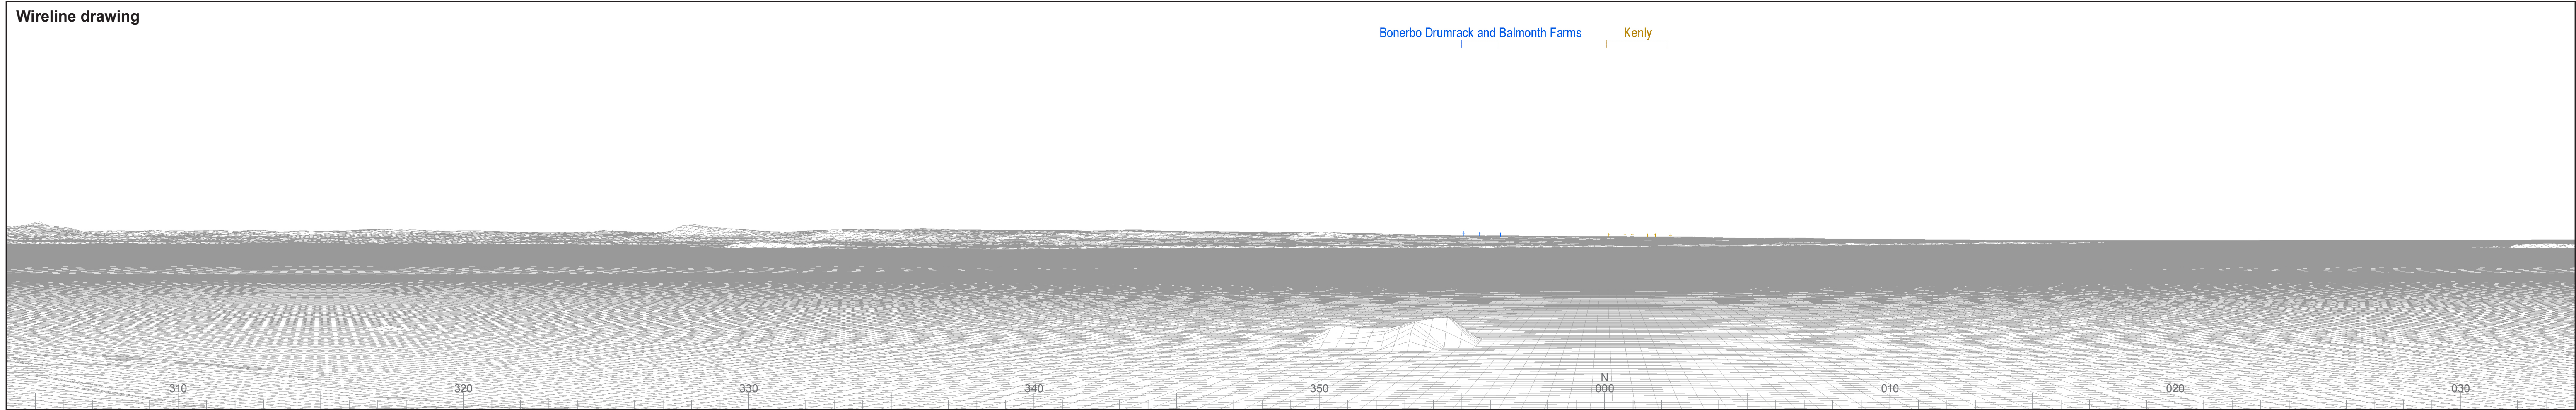 Wireline drawing
Bonerbo Drumrack and Balmonth Farms Kenly
N
310 320 330 340 350 000 010 020 030